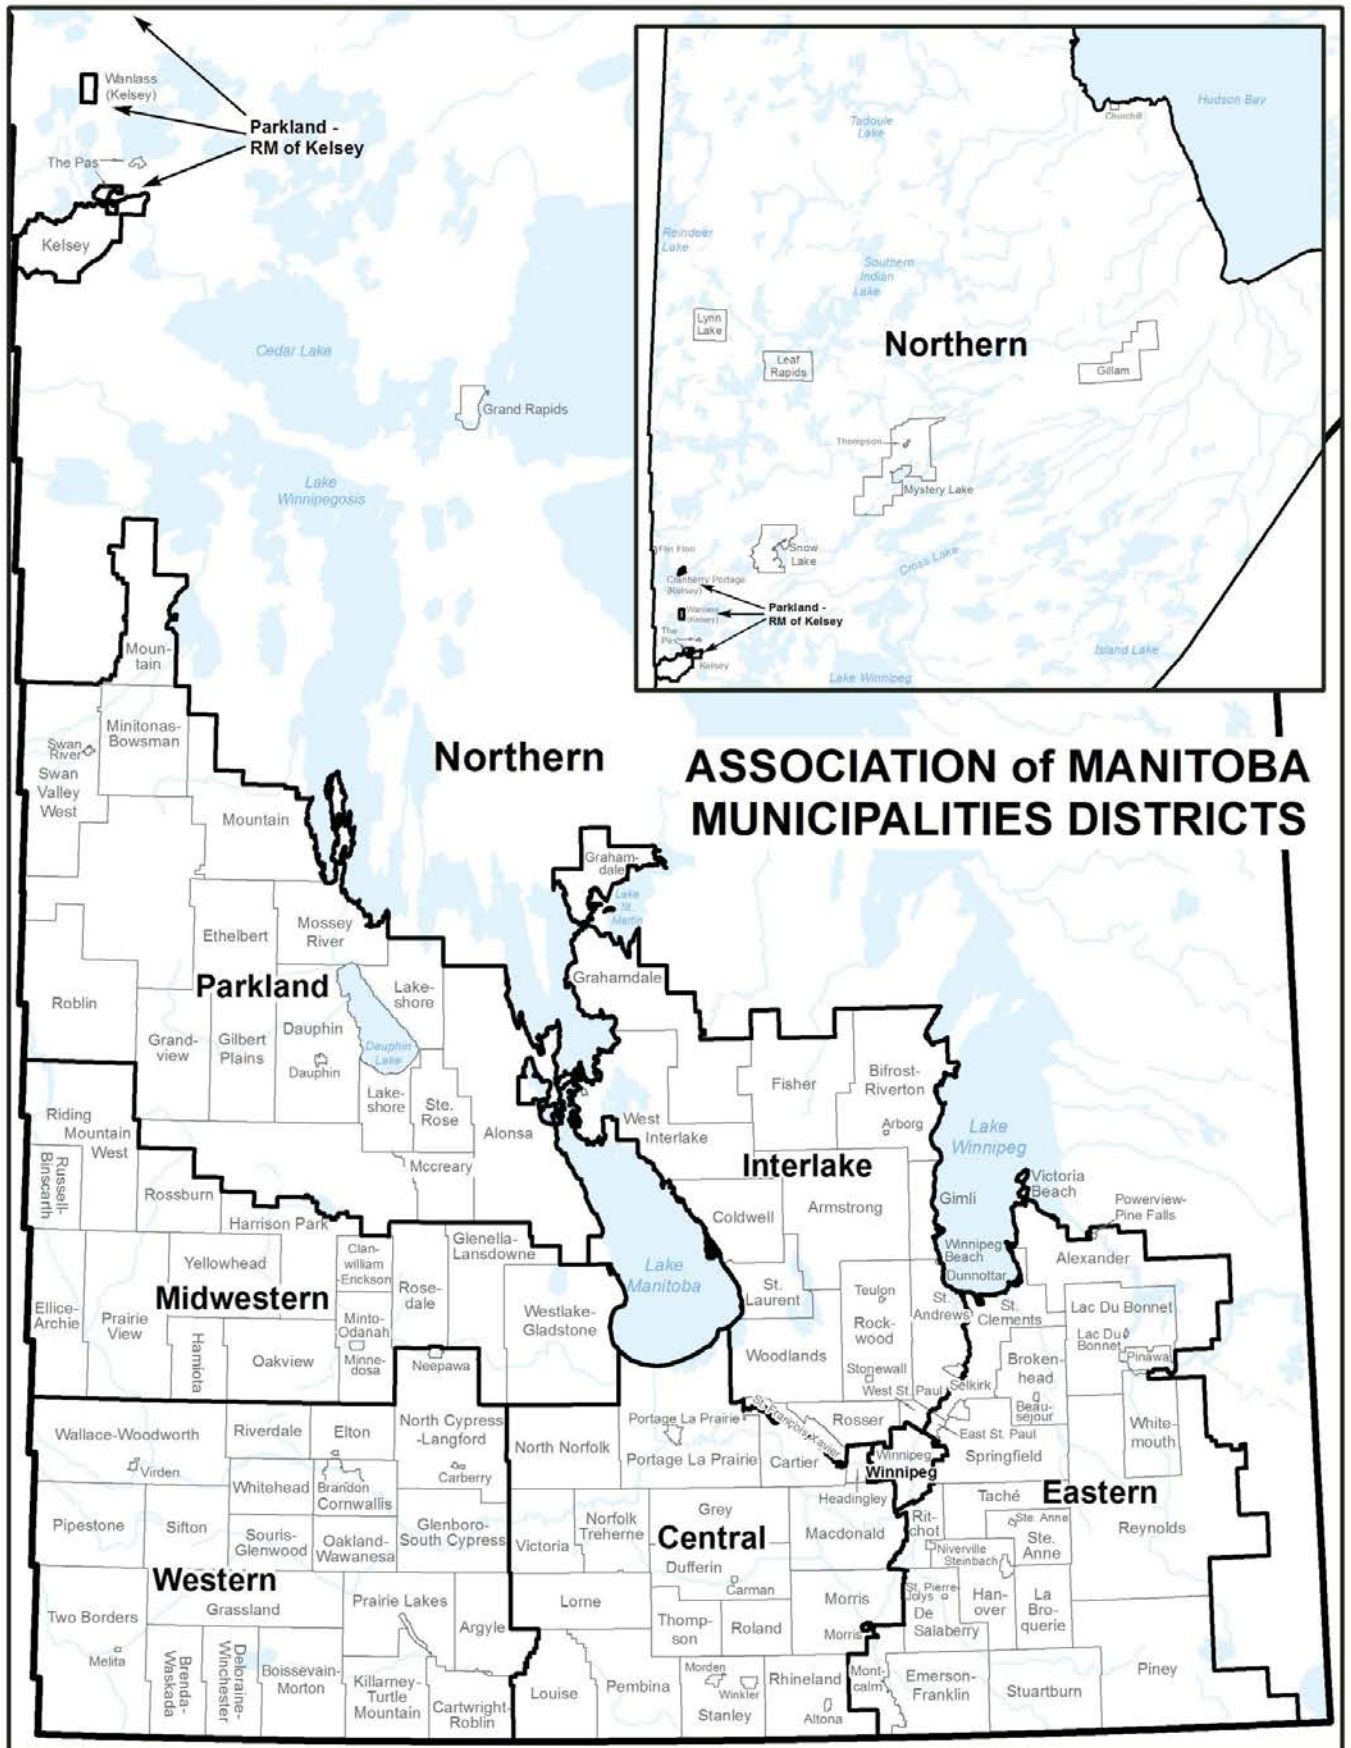 Wanlass
(Kelsey)
Parkland -
RM of Kelsey
The Pas
Kelsey
Cedar Lake
Grand Rapids
Lake
Winnipegosis
Hudson Bay
Churchill
Tadoule
Lake
Reindeer
Lake
Southern
Indian
Lake
Lynn
Lake
Leaf
Rapids
Northern
Gillam
Thompson
Mystery Lake
Snow
Lake
Cross Lake
Flin Flon
Cranberry Portage
(Kelsey)
Wanlass
(Kelsey)
Parkland -
RM of Kelsey
The
Pas
Kelsey
Island Lake
Lake Winnipeg
ASSOCIATION of MANITOBA
MUNICIPALITIES DISTRICTS
Northern
Moun-
tain
Minitonas-
Bowsman
Swan
River
Swan
Valley
West
Mountain
Graham-
dale
Lake
St.
Martin
Grahamdale
Ethelbert
Mossey
River
Parkland
Lake-
shore
Roblin
Grand-
view
Gilbert
Plains
Dauphin
Dauphin
Dauphin
Lake
Lake-
shore
Ste.
Rose
Alonsa
Mccreary
Fisher
Bifrost-
Riverton
Arborg
West
Interlake
Interlake
Lake
Winnipeg
Victoria
Beach
Powerview-
Pine Falls
Gimli
Armstrong
Coldwell
Winnipeg
Beach
Dunnottar
Alexander
Riding
Mountain
West
Russell-
Binscarth
Rossburn
Harrison Park
Yellowhead
Clan-
william
-Erickson
Glenella-
Lansdowne
Rose-
dale
Midwestern
Ellice-
Archie
Prairie
View
Hamiota
Oakview
Minto-
Odanah
Minne-
dosa
Neepawa
Westlake-
Gladstone
Lake
Manitoba
St.
Laurent
Teulon
Rock-
wood
Woodlands
Stonewall
St.
Andrews
St.
Clements
Lac Du Bonnet
Lac Du
Bonnet
Pinawa
Broken-
head
Beau-
sejour
West St. Paul
Selkirk
East St. Paul
Springfield
White-
mouth
Rosser
St. François Xavier
Wallace-Woodworth
Virden
Riverdale
Elton
North Cypress
-Langford
Carberry
North Norfolk
Portage La Prairie
Portage La Prairie
Cartier
Winnipeg
Winnipeg
Headingley
Whitehead
Brandon
Cornwallis
Pipestone
Sifton
Souris-
Glenwood
Oakland-
Wawanesa
Glenboro-
South Cypress
Victoria
Norfolk
Treherne
Grey
Central
Dufferin
Carman
Macdonald
Eastern
Taché
Rit-
chot
Ste. Anne
Ste.
Anne
Niverville
Steinbach
Reynolds
Western
Two Borders
Melita
Grassland
Prairie Lakes
Argyle
Lorne
Thomp-
son
Roland
Morris
Morris
St. Pierre-
Jolys
De
Salaberry
Han-
over
La
Bro-
querie
Brenda-
Waskada
Deloraine-
Winchester
Boissevain-
Morton
Killarney-
Turtle
Mountain
Cartwright-
Roblin
Louise
Pembina
Morden
Winkler
Stanley
Rhineland
Altona
Mont-
calm
Emerson-
Franklin
Stuartburn
Piney